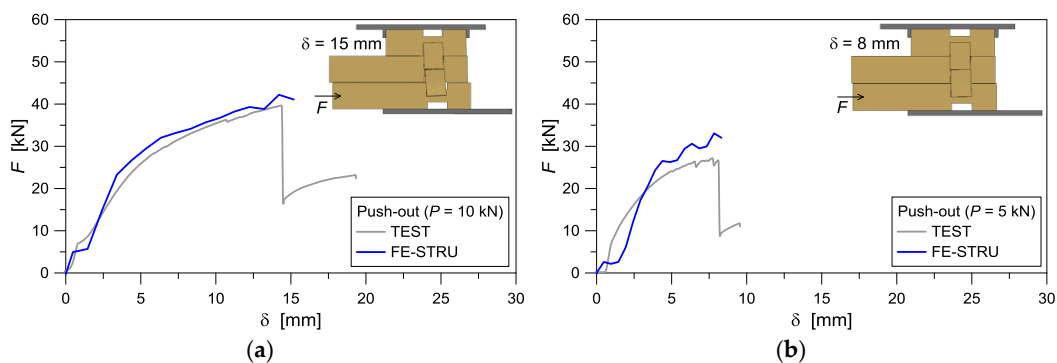 60
50
40
30
20
10
0
F [kN]
δ = 15 mm
F
Push-out (P = 10 kN)
TEST
FE-STRU
0 5 10 15 20 25 30
δ [mm]
(a)
60
50
40
30
20
10
0
F [kN]
δ = 8 mm
F
Push-out (P = 5 kN)
TEST
FE-STRU
0 5 10 15 20 25 30
δ [mm]
(b)